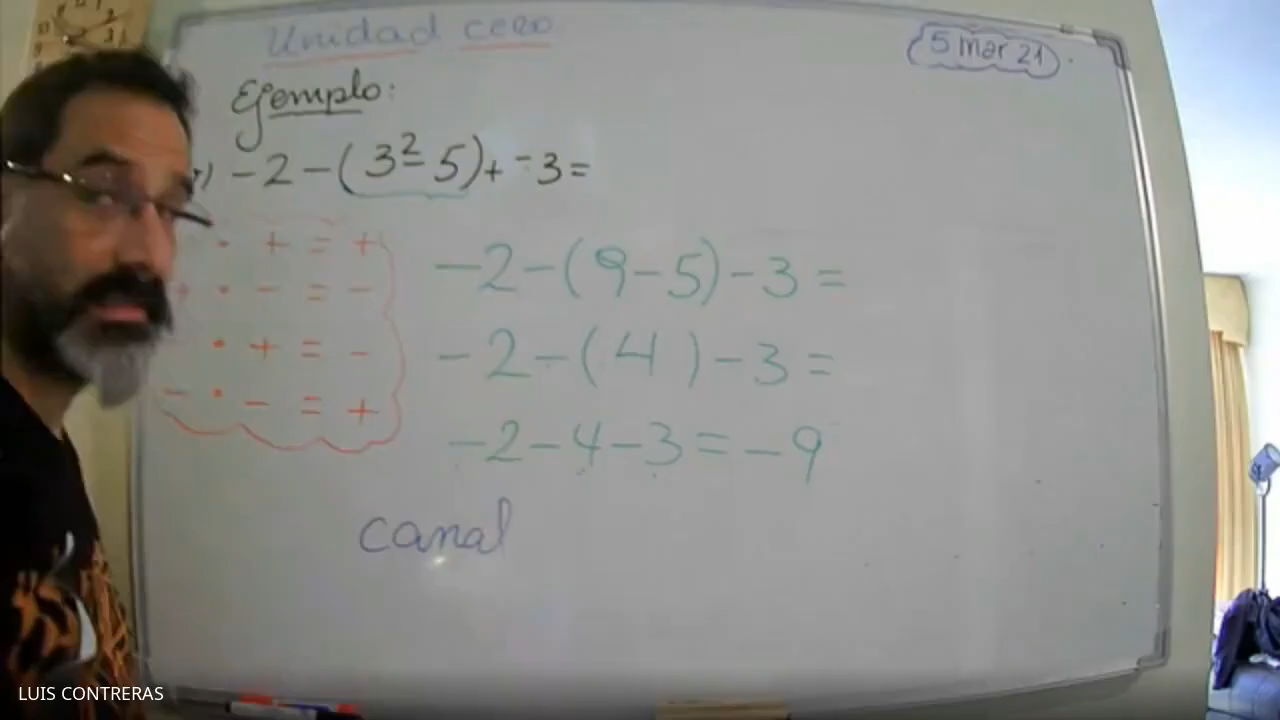 Unidad cero
5 Mar 21
Ejemplo:
-2-(3²-5)+ -3=
· + = +
+ · - = -
· + = -
- · - = +
-2-(9-5)-3=
-2-(4)-3=
-2-4-3=-9
canal
LUIS CONTRERAS